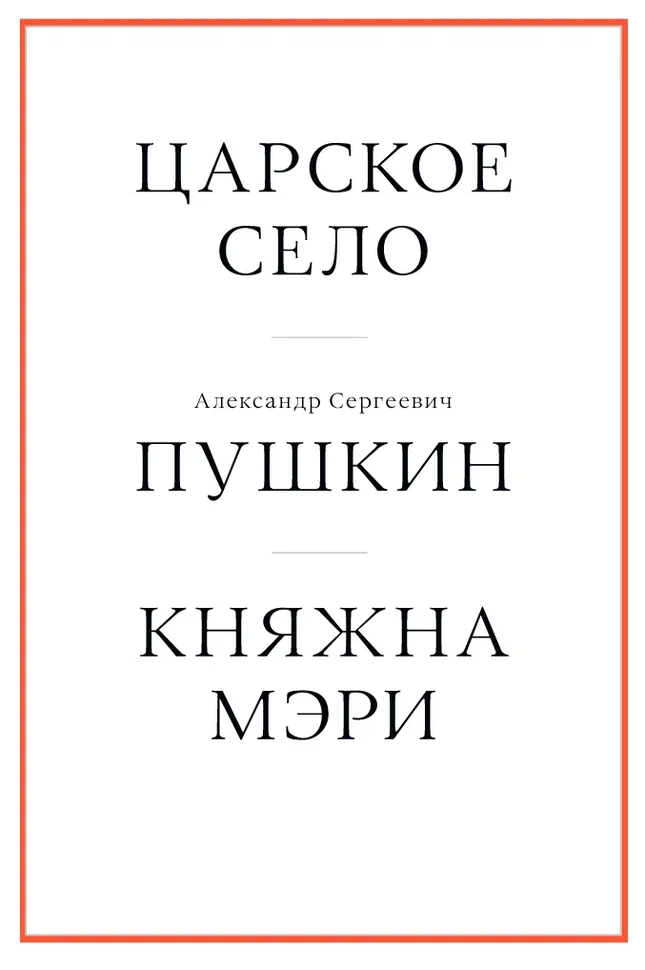 ЦАРСКОЕ
СЕЛО
Александр Сергеевич
ПУШКИН
КНЯЖНА
МЭРИ